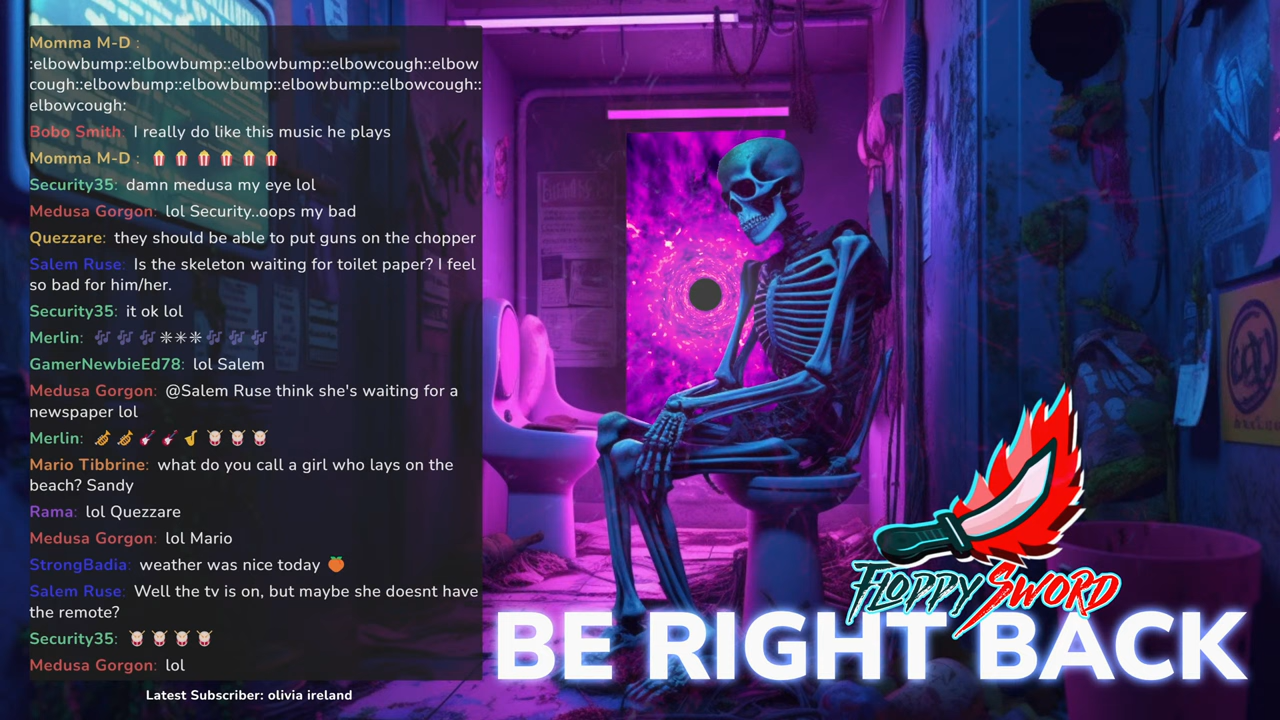 Momma M-D :
:elbowbump::elbowbump::elbowbump::elbowcough::elbow
cough::elbowbump::elbowbump::elbowbump::elbowcough::
elbowcough:
Bobo Smith: I really do like this music he plays
Momma M-D : 🍿 🍿 🍿 🍿 🍿 🍿
Security35: damn medusa my eye lol
Medusa Gorgon: lol Security..oops my bad
Quezzare: they should be able to put guns on the chopper
Salem Ruse: Is the skeleton waiting for toilet paper? I feel
so bad for him/her.
Security35: it ok lol
Merlin: 🎶 🎶 🎶 ✳✳✳ 🎶 🎶 🎶
GamerNewbieEd78: lol Salem
Medusa Gorgon: @Salem Ruse think she's waiting for a
newspaper lol
Merlin: 🎺 🎺 🎸 🎸 🎷 🥁 🥁 🥁
Mario Tibbrine: what do you call a girl who lays on the
beach? Sandy
Rama: lol Quezzare
Medusa Gorgon: lol Mario
StrongBadia: weather was nice today 🍑
Salem Ruse: Well the tv is on, but maybe she doesnt have
the remote?
Security35: 🥁 🥁 🥁 🥁
Medusa Gorgon: lol
Latest Subscriber: olivia ireland
FLOPPY SWORD
BE RIGHT BACK